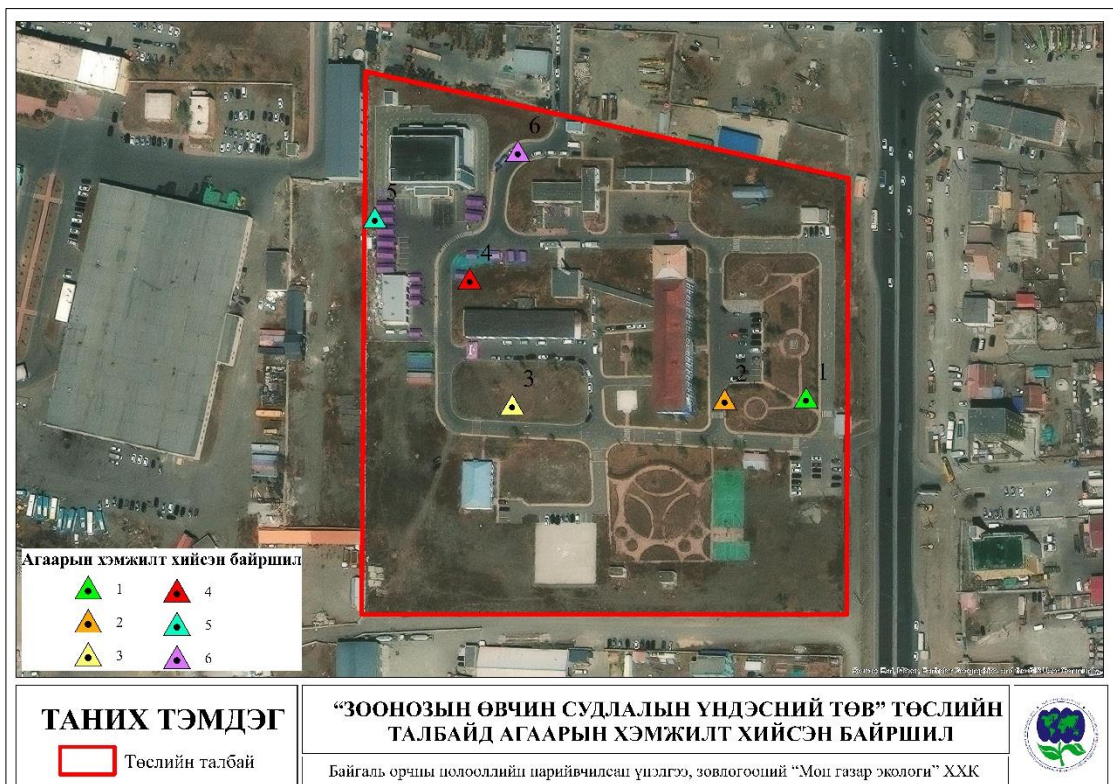 6
5
4
3
2
1
Агаарын хэмжилт хийсэн байршил
1 4
2 5
3 6
ТАНИХ ТЭМДЭГ
Төслийн талбай
“ЗООНОЗЫН ӨВЧИН СУДЛАЛЫН ҮНДЭСНИЙ ТӨВ” ТӨСЛИЙН
ТАЛБАЙД АГААРЫН ХЭМЖИЛТ ХИЙСЭН БАЙРШИЛ
Байгаль орчны нөлөөллийн нарийвчилсан үнэлгээ, зөвлөгөөний “Мон газар экологи” ХХК